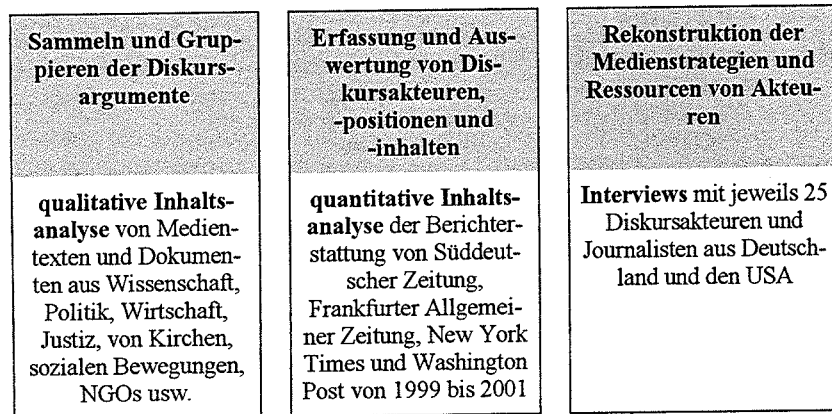 Sammeln und Grup-
pieren der Diskurs-
argumente
qualitative Inhalts-
analyse von Medien-
texten und Dokumen-
ten aus Wissenschaft,
Politik, Wirtschaft,
Justiz, von Kirchen,
sozialen Bewegungen,
NGOs usw.
Erfassung und Aus-
wertung von Dis-
kursakteuren,
-positionen und
-inhalten
quantitative Inhalts-
analyse der Berichter-
stattung von Süddeut-
scher Zeitung,
Frankfurter Allgemei-
ner Zeitung, New York
Times und Washington
Post von 1999 bis 2001
Rekonstruktion der
Medienstrategien und
Ressourcen von Akteu-
ren
Interviews mit jeweils 25
Diskursakteuren und
Journalisten aus Deutsch-
land und den USA